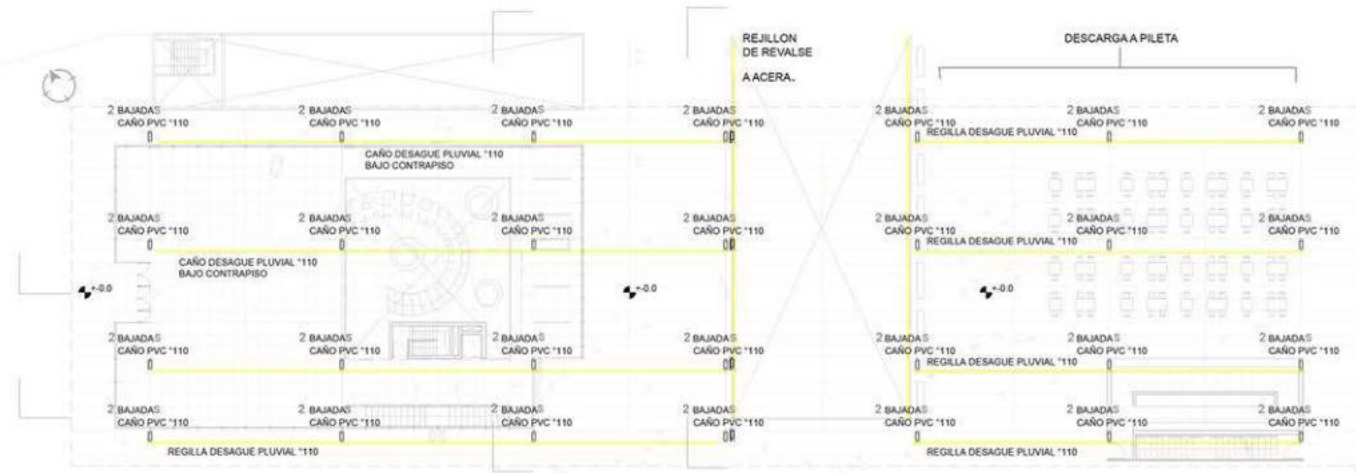 REJILLON
DE REVALSE
A ACERA.
DESCARGA A PILETA
2 BAJADAS
CAÑO PVC °110
2 BAJADAS
CAÑO PVC °110
2 BAJADAS
CAÑO PVC °110
2 BAJADAS
CAÑO PVC °110
2 BAJADAS
CAÑO PVC °110
2 BAJADAS
CAÑO PVC °110
2 BAJADAS
CAÑO PVC °110
REGILLA DESAGUE PLUVIAL °110
CAÑO DESAGUE PLUVIAL °110
BAJO CONTRAPISO
2 BAJADAS
CAÑO PVC °110
2 BAJADAS
CAÑO PVC °110
2 BAJADAS
CAÑO PVC °110
2 BAJADAS
CAÑO PVC °110
2 BAJADAS
CAÑO PVC °110
2 BAJADAS
CAÑO PVC °110
2 BAJADAS
CAÑO PVC °110
REGILLA DESAGUE PLUVIAL °110
CAÑO DESAGUE PLUVIAL °110
BAJO CONTRAPISO
+-0.0
+-0.0
+-0.0
2 BAJADAS
CAÑO PVC °110
2 BAJADAS
CAÑO PVC °110
2 BAJADAS
CAÑO PVC °110
2 BAJADAS
CAÑO PVC °110
2 BAJADAS
CAÑO PVC °110
2 BAJADAS
CAÑO PVC °110
2 BAJADAS
CAÑO PVC °110
REGILLA DESAGUE PLUVIAL °110
2 BAJADAS
CAÑO PVC °110
2 BAJADAS
CAÑO PVC °110
2 BAJADAS
CAÑO PVC °110
2 BAJADAS
CAÑO PVC °110
2 BAJADAS
CAÑO PVC °110
2 BAJADAS
CAÑO PVC °110
2 BAJADAS
CAÑO PVC °110
REGILLA DESAGUE PLUVIAL °110
REGILLA DESAGUE PLUVIAL °110